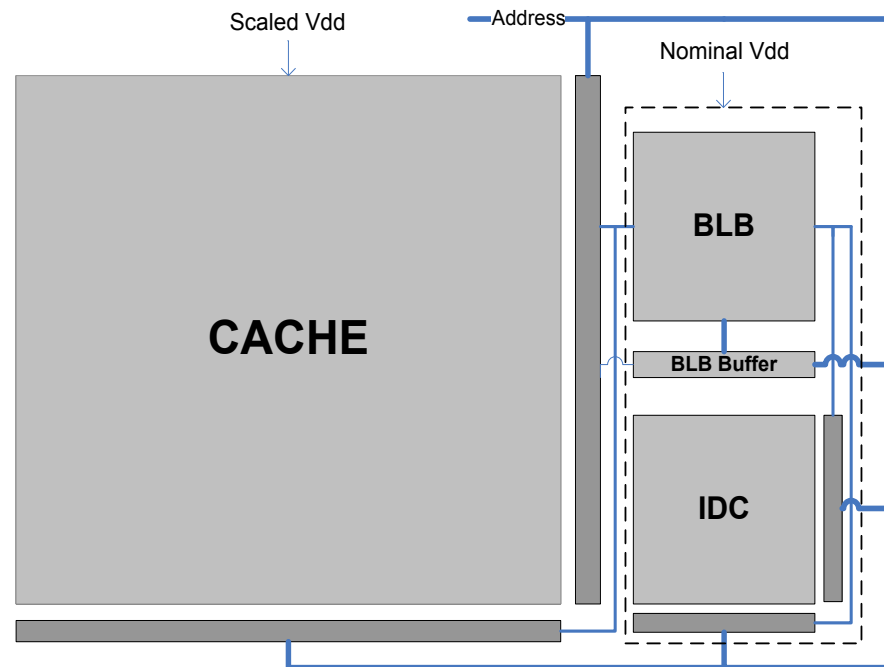 Scaled Vdd
Address
Nominal Vdd
BLB
CACHE
BLB Buffer
IDC